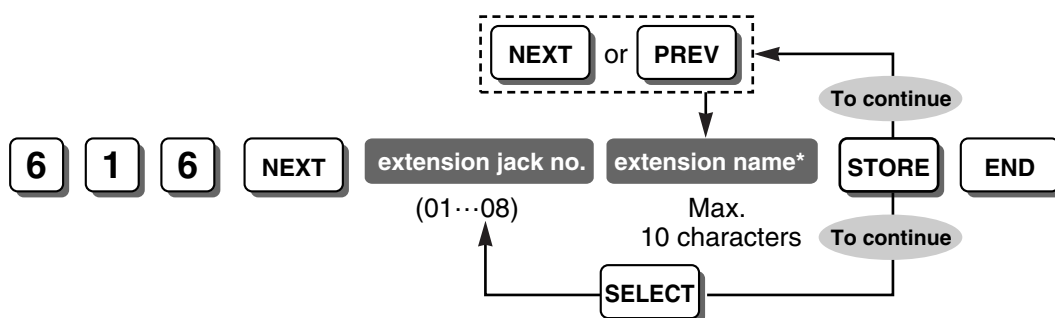 NEXT or PREV
To continue
6 1 6 NEXT extension jack no. extension name* STORE END
(01···08) Max.
10 characters To continue
SELECT